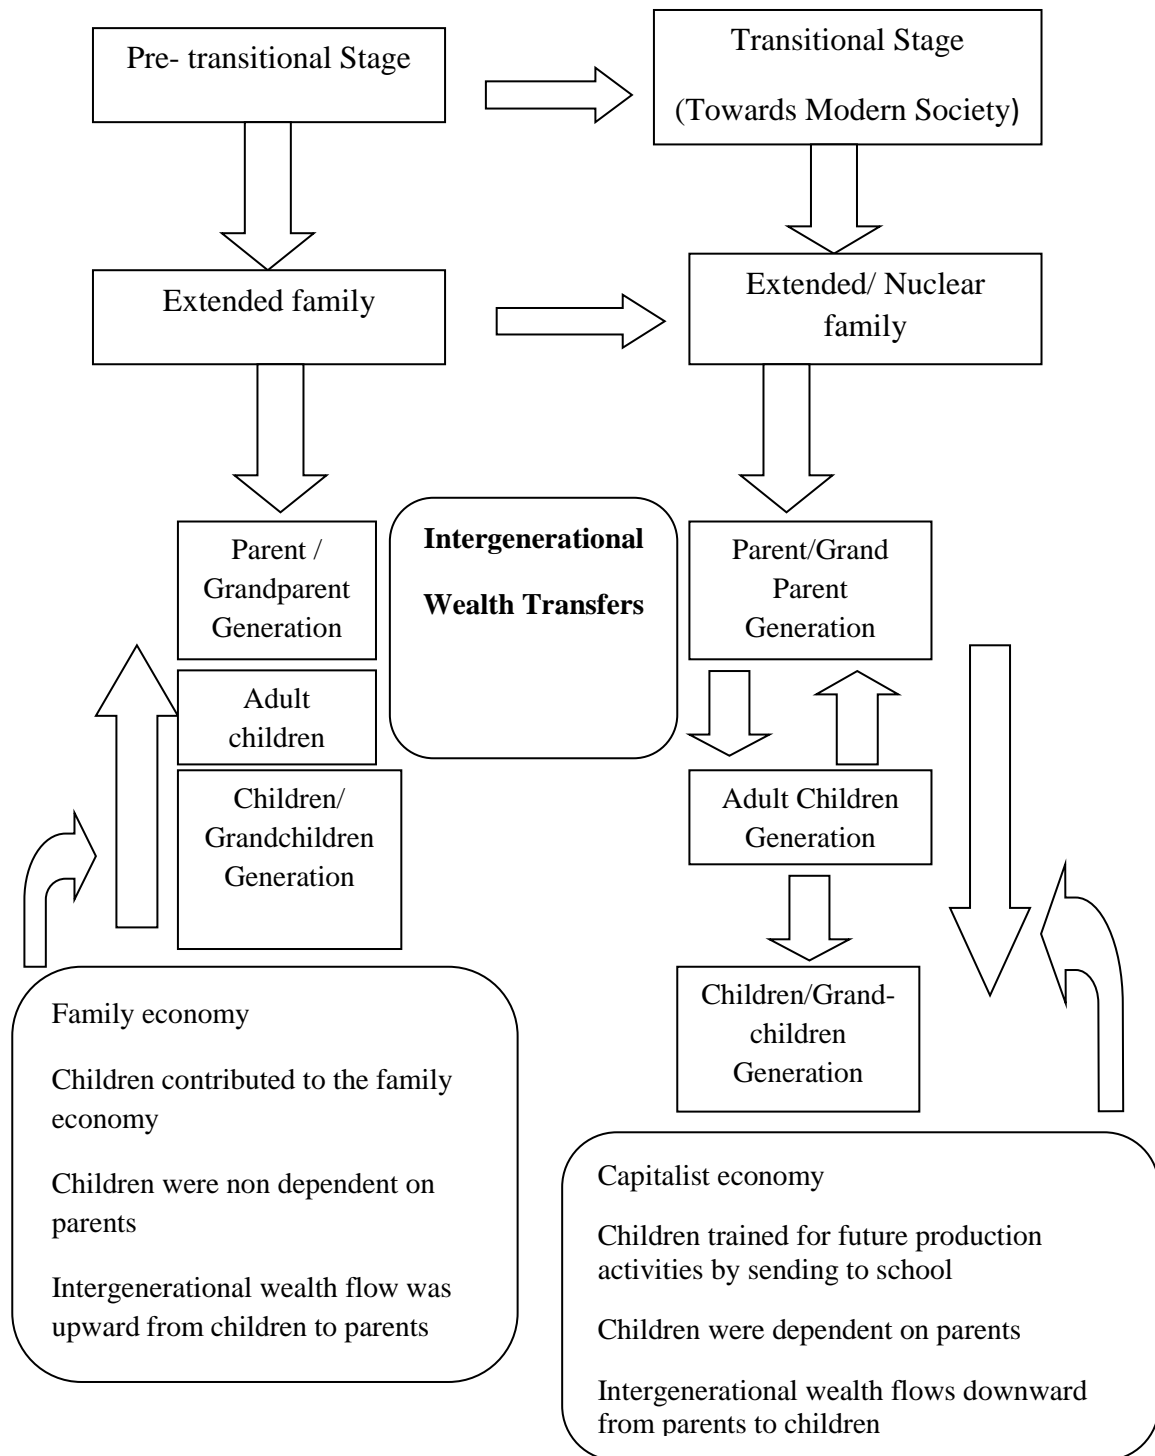 Pre- transitional Stage
Transitional Stage
(Towards Modern Society)
Extended family
Extended/ Nuclear
family
Parent /
Grandparent
Generation
Intergenerational
Wealth Transfers
Parent/Grand
Parent
Generation
Adult
children
Children/
Grandchildren
Generation
Adult Children
Generation
Children/Grand-
children
Generation
Family economy
Children contributed to the family
economy
Children were non dependent on
parents
Intergenerational wealth flow was
upward from children to parents
Capitalist economy
Children trained for future production
activities by sending to school
Children were dependent on parents
Intergenerational wealth flows downward
from parents to children